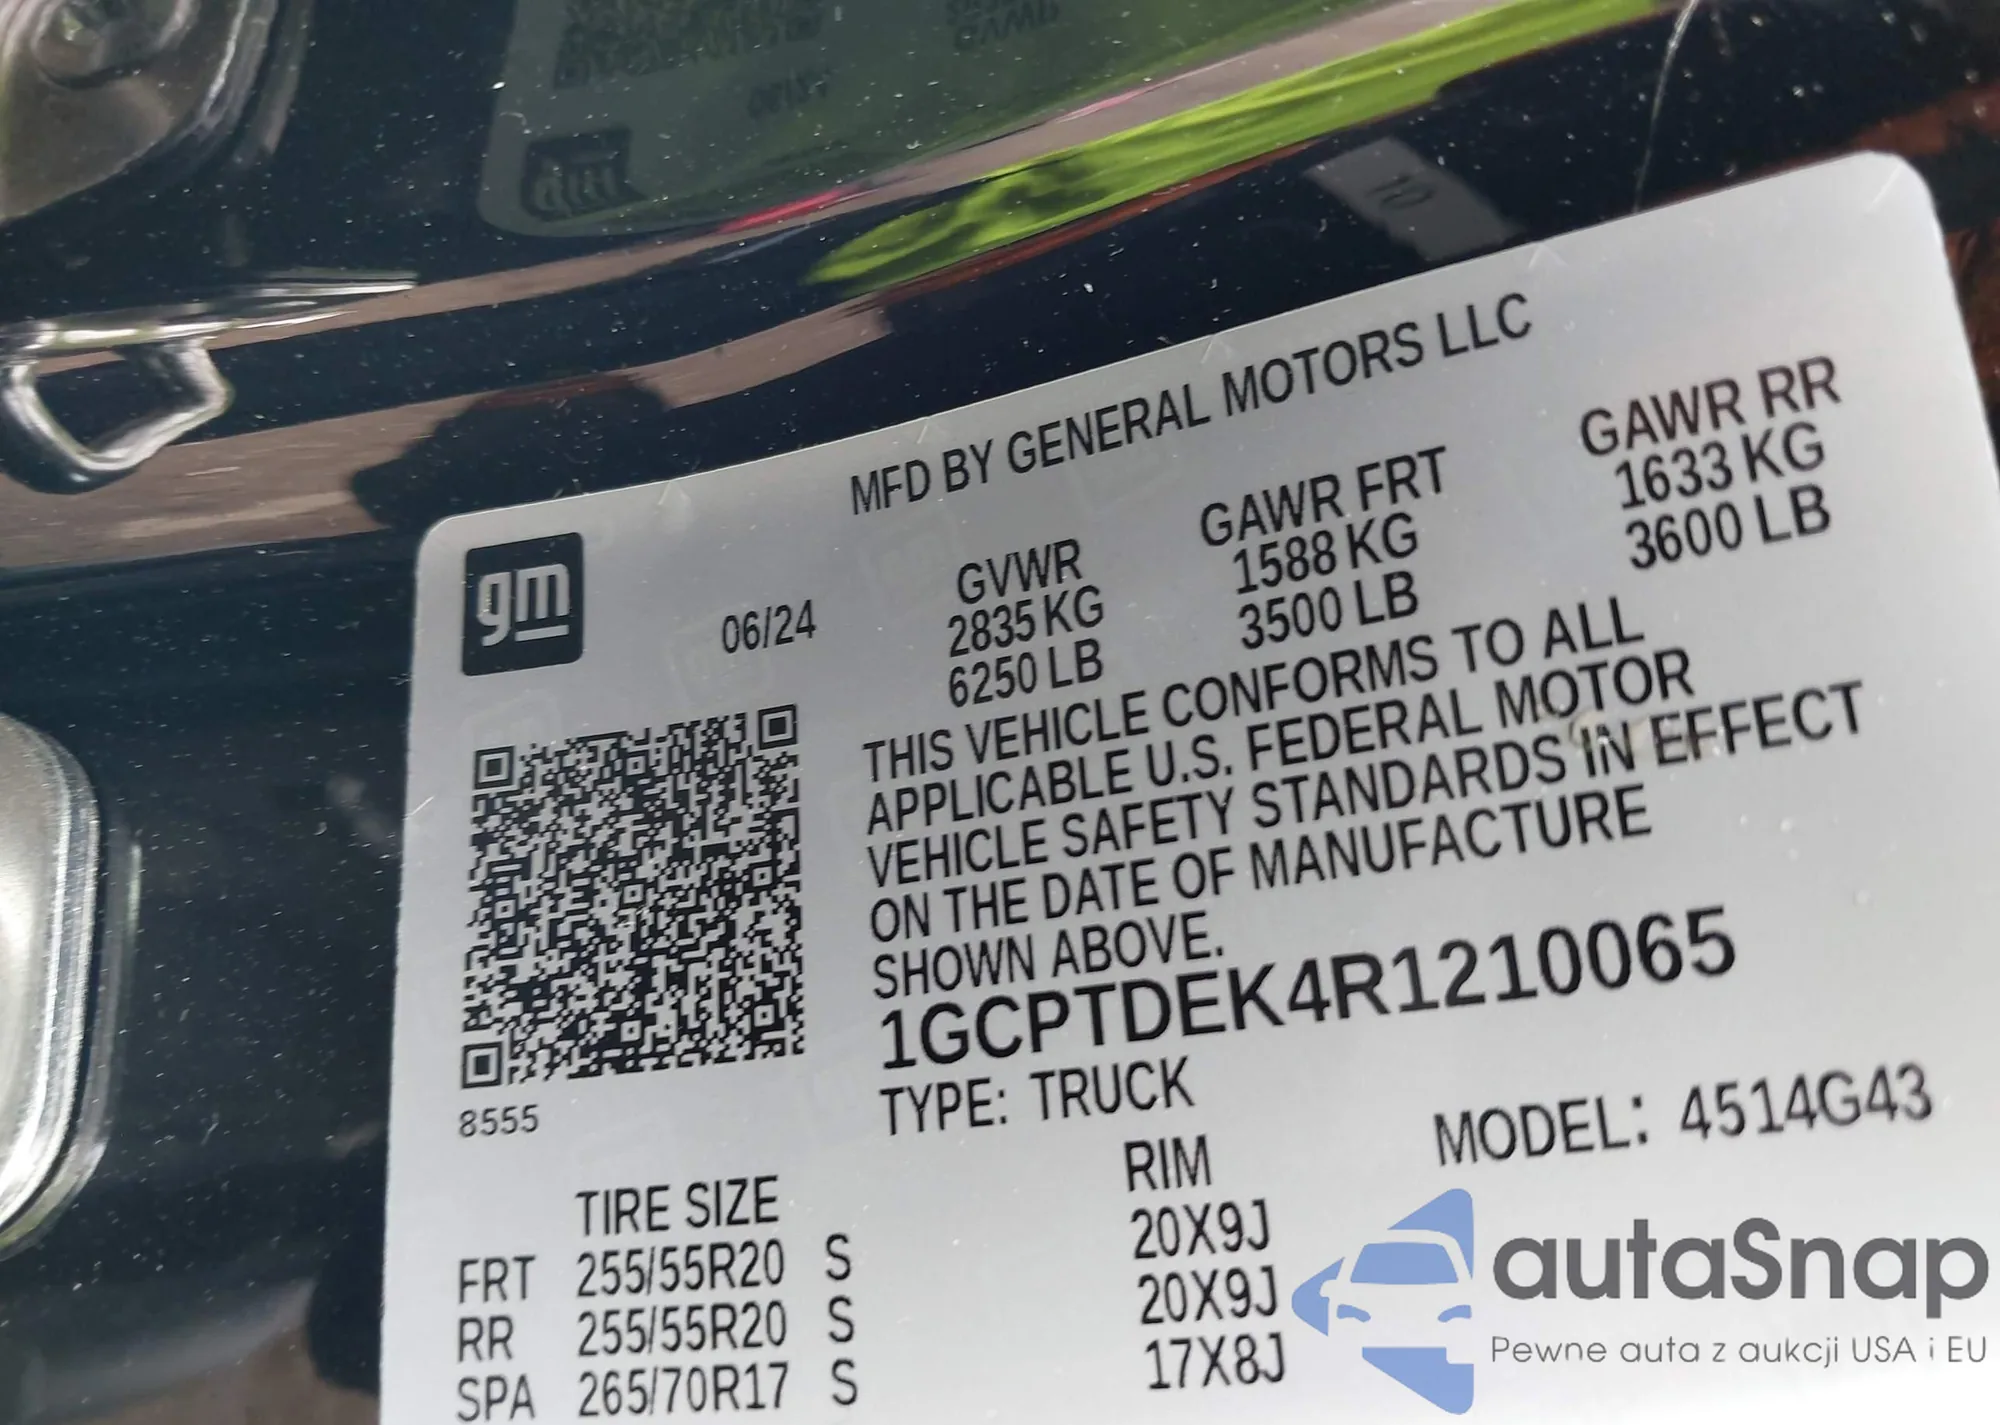 MFD BY GENERAL MOTORS LLC
gm
06/24
GVWR
2835 KG
6250 LB
GAWR FRT
1588 KG
3500 LB
GAWR RR
1633 KG
3600 LB
THIS VEHICLE CONFORMS TO ALL
APPLICABLE U.S. FEDERAL MOTOR
VEHICLE SAFETY STANDARDS IN EFFECT
ON THE DATE OF MANUFACTURE
SHOWN ABOVE.
1GCPTDEK4R1210065
TYPE: TRUCK
MODEL: 4514G43
8555
TIRE SIZE RIM
FRT 255/55R20 S 20X9J
RR 255/55R20 S 20X9J
SPA 265/70R17 S 17X8J
autaSnap
Pewne auta z aukcji USA i EU